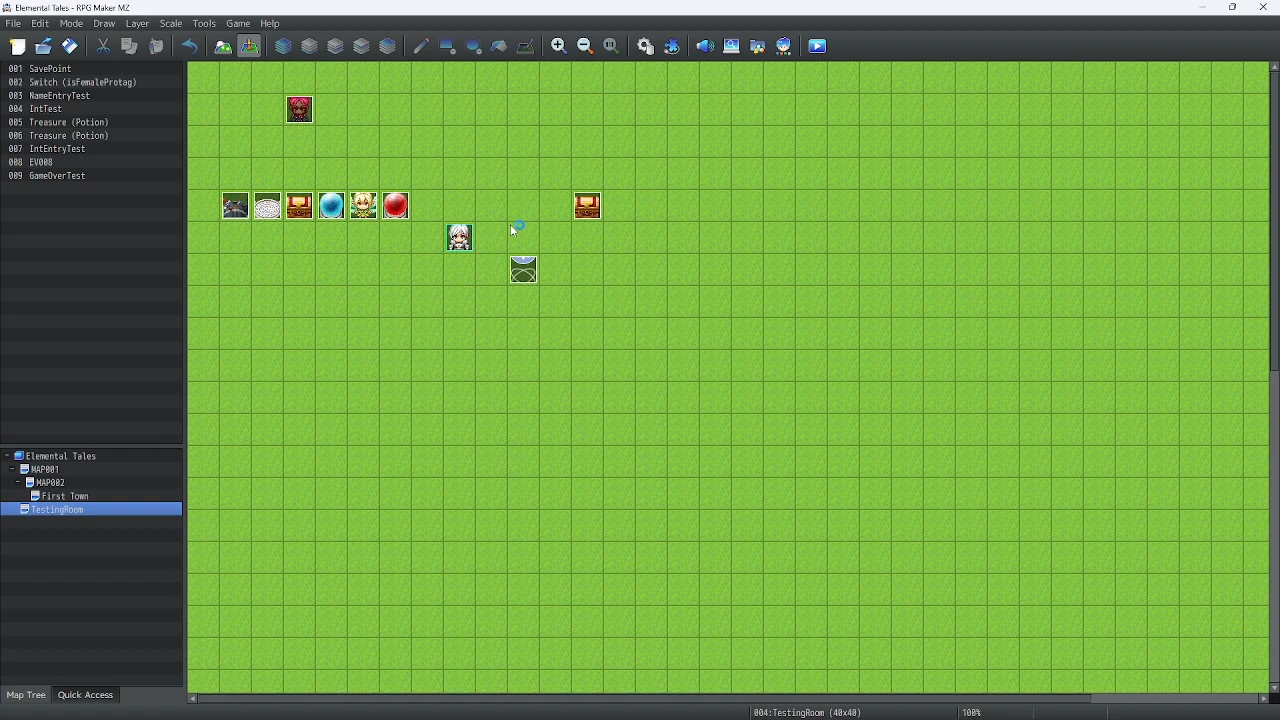 Elemental Tales - RPG Maker MZ
File Edit Mode Draw Layer Scale Tools Game Help
001 SavePoint
002 Switch (isFemaleProtag)
003 NameEntryTest
004 IntTest
005 Treasure (Potion)
006 Treasure (Potion)
007 IntEntryTest
008 EV008
009 GameOverTest
Elemental Tales
MAP001
MAP002
First Town
TestingRoom
Map Tree Quick Access
004:TestingRoom (40x40) 100%